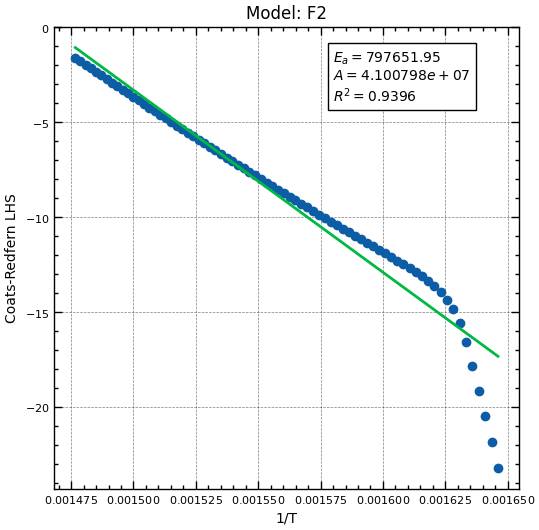 Model: F2
0
−5
−10
−15
−20
Coats-Redfern LHS
E_a = 797651.95
A = 4.100798e + 07
R² = 0.9396
0.001475 0.001500 0.001525 0.001550 0.001575 0.001600 0.001625 0.001650
1/T